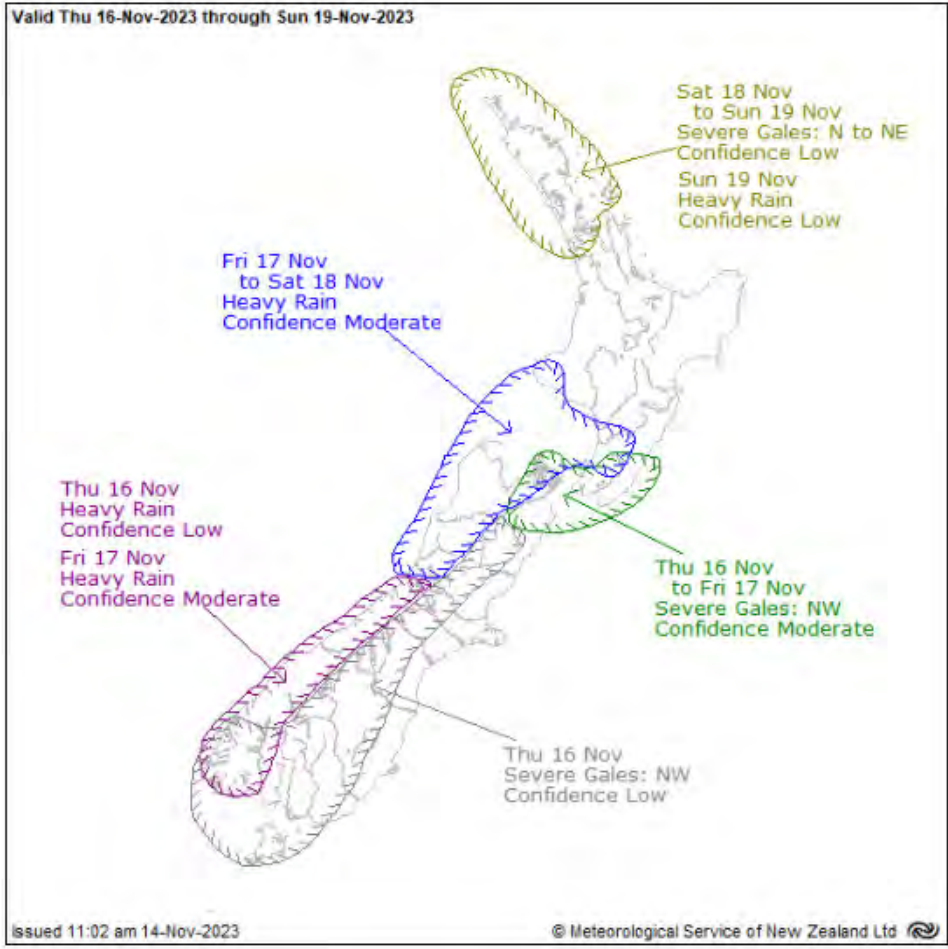 Valid Thu 16-Nov-2023 through Sun 19-Nov-2023
Sat 18 Nov
to Sun 19 Nov
Severe Gales: N to NE
Confidence Low
Sun 19 Nov
Heavy Rain
Confidence Low
Fri 17 Nov
to Sat 18 Nov
Heavy Rain
Confidence Moderate
Thu 16 Nov
Heavy Rain
Confidence Low
Fri 17 Nov
Heavy Rain
Confidence Moderate
Thu 16 Nov
to Fri 17 Nov
Severe Gales: NW
Confidence Moderate
Thu 16 Nov
Severe Gales: NW
Confidence Low
Issued 11:02 am 14-Nov-2023
© Meteorological Service of New Zealand Ltd